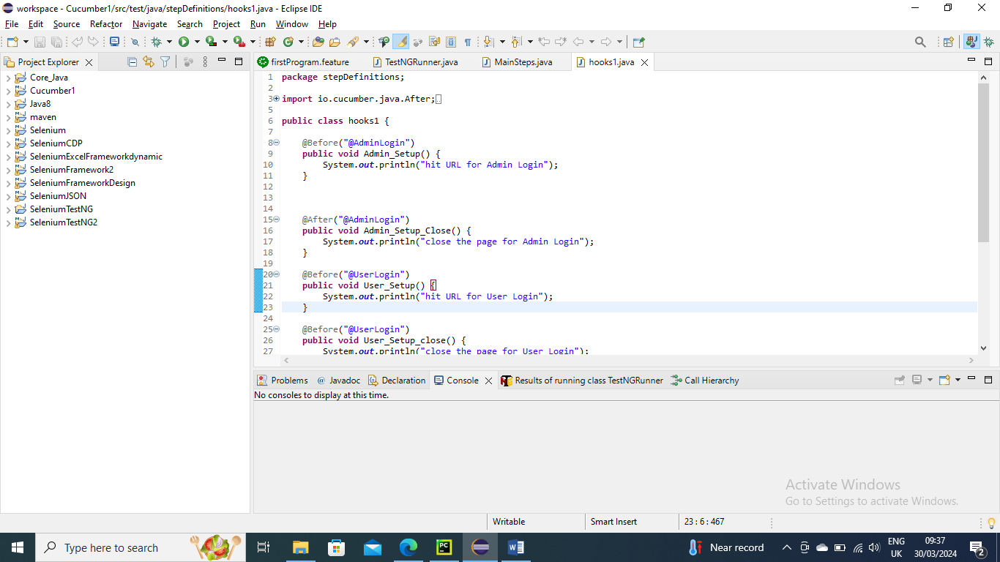 workspace - Cucumber1/src/test/java/stepDefinitions/hooks1.java - Eclipse IDE
File Edit Source Refactor Navigate Search Project Run Window Help
Project Explorer
Core_Java
Cucumber1
Java8
maven
Selenium
SeleniumCDP
SeleniumExcelFrameworkdynamic
SeleniumFramework2
SeleniumFrameworkDesign
SeleniumJSON
SeleniumTestNG
SeleniumTestNG2
firstProgram.feature TestNGRunner.java MainSteps.java hooks1.java
1 package stepDefinitions;
2
3 import io.cucumber.java.After;
5
6 public class hooks1 {
7
8 @Before("@AdminLogin")
9 public void Admin_Setup() {
10 System.out.println("hit URL for Admin Login");
11 }
12
13
14
15 @After("@AdminLogin")
16 public void Admin_Setup_Close() {
17 System.out.println("close the page for Admin Login");
18 }
19
20 @Before("@UserLogin")
21 public void User_Setup() {
22 System.out.println("hit URL for User Login");
23 }
24
25 @Before("@UserLogin")
26 public void User_Setup_close() {
27 System.out.println("close the page for User Login");
Problems Javadoc Declaration Console Results of running class TestNGRunner Call Hierarchy
No consoles to display at this time.
Activate Windows
Go to Settings to activate Windows.
Writable Smart Insert 23 : 6 : 467
Type here to search
Near record
ENG
UK
09:37
30/03/2024
2